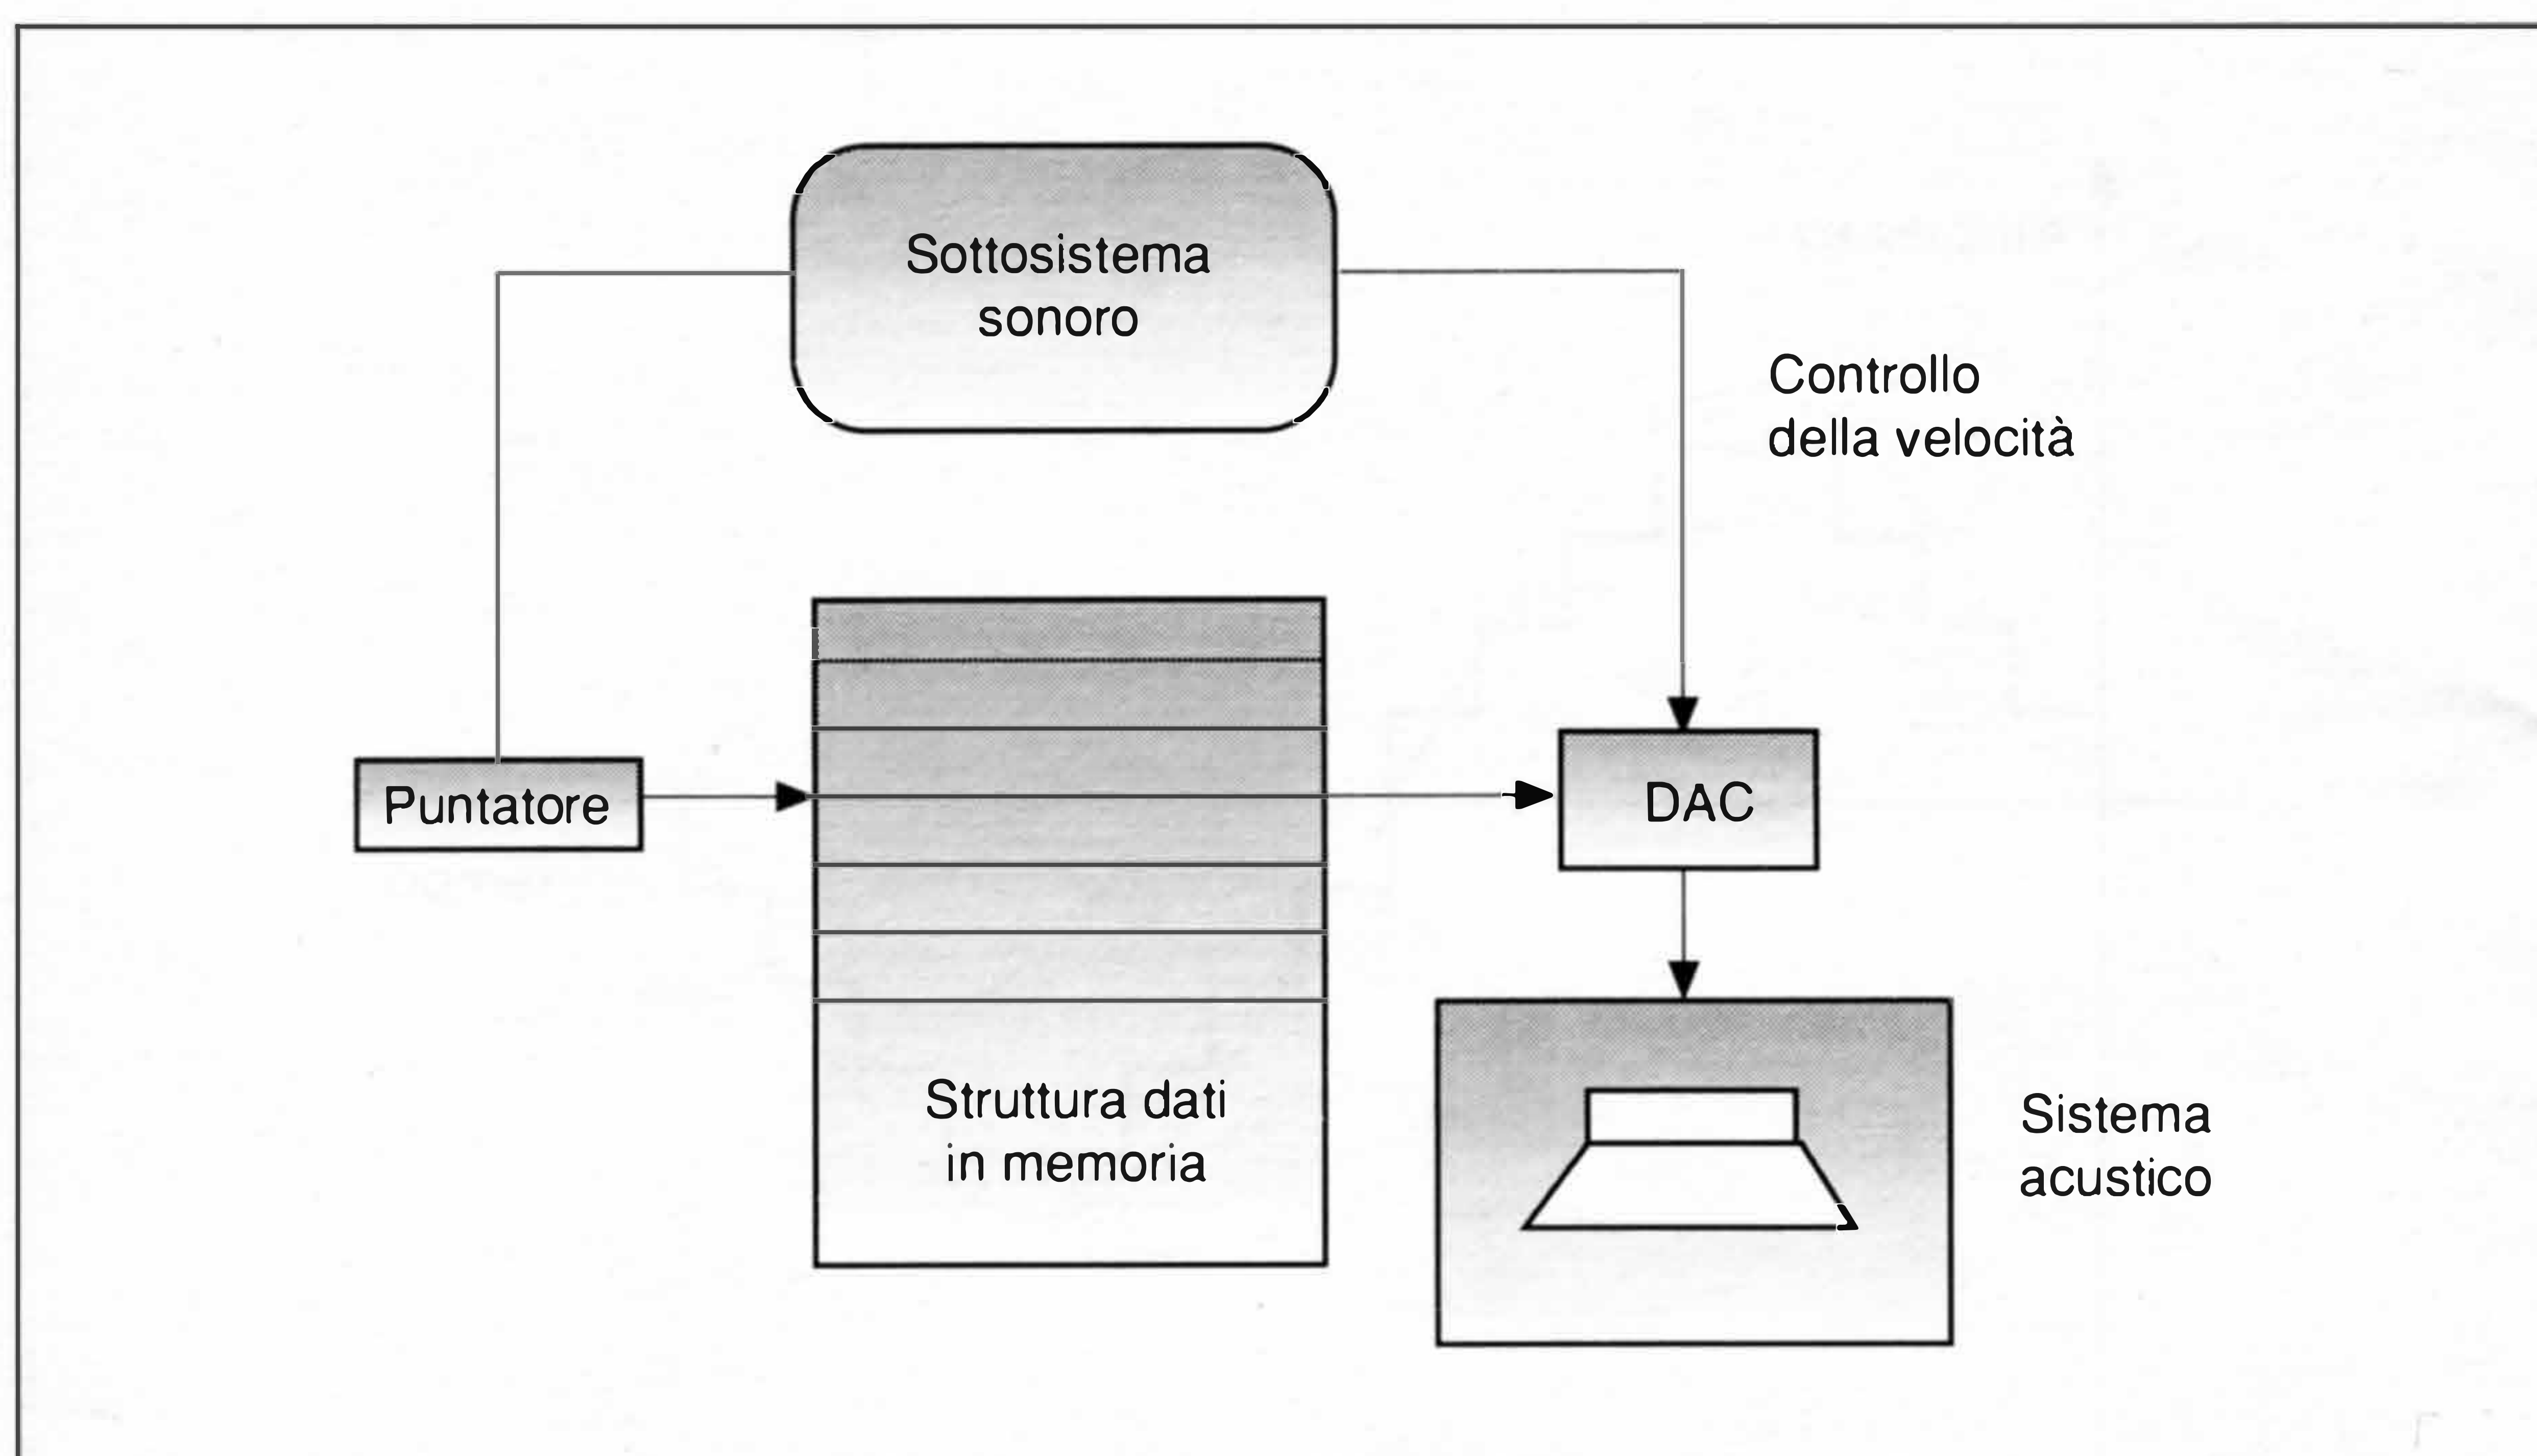 Sottosistema
sonoro
Controllo
della velocità
Puntatore
DAC
Struttura dati
in memoria
Sistema
acustico